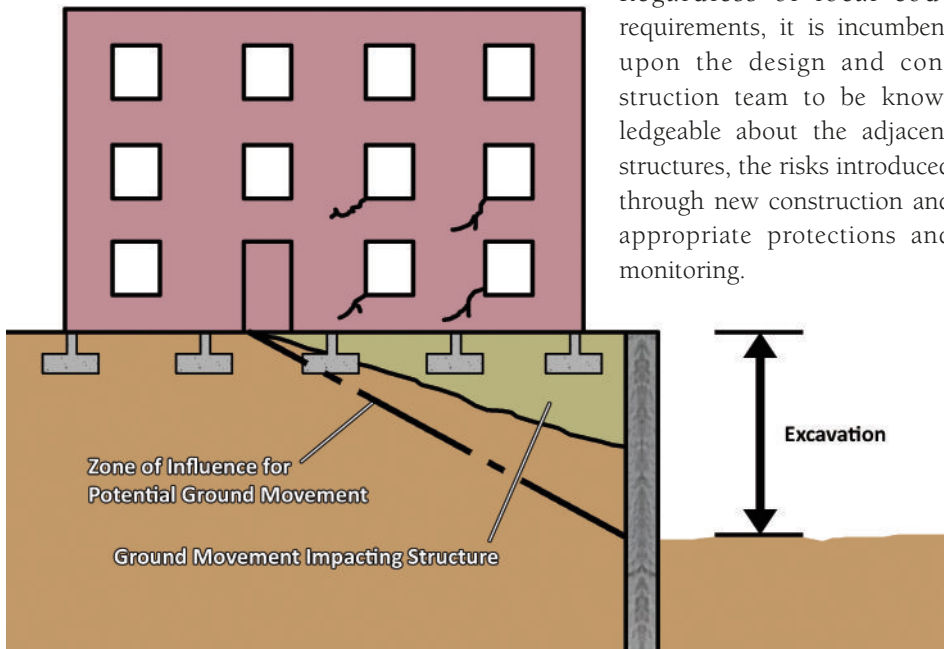 requirements, it is incumben
upon the design and con
struction team to be know
ledgeable about the adjacen
structures, the risks introduced
through new construction and
appropriate protections and
monitoring.
Excavation
Zone of Influence for
Potential Ground Movement
Ground Movement Impacting Structure